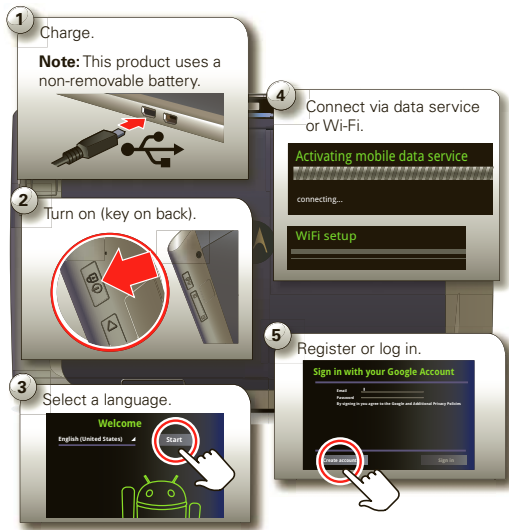 1
Charge.
Note: This product uses a
non-removable battery.
2
Turn on (key on back).
3
Select a language.
Welcome
English (United States)
Start
4
Connect via data service
or Wi-Fi.
Activating mobile data service
connecting...
WiFi setup
5
Register or log in.
Sign in with your Google Account
Email
Password
By signing in you agree to the Google and Additional Privacy Policies
Create account
Sign in